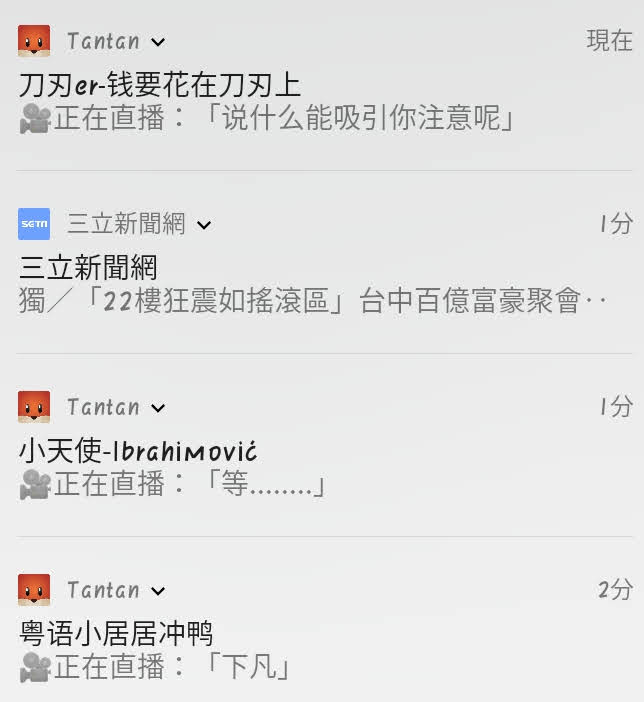 Tantan 現在
刀刃er-钱要花在刀刃上
正在直播：「说什么能吸引你注意呢」
SETN 三立新聞網 1分
三立新聞網
獨／「22樓狂震如搖滾區」台中百億富豪聚會‥
Tantan 1分
小天使-Ibrahimović
正在直播：「等........」
Tantan 2分
粤语小居居冲鸭
正在直播：「下凡」